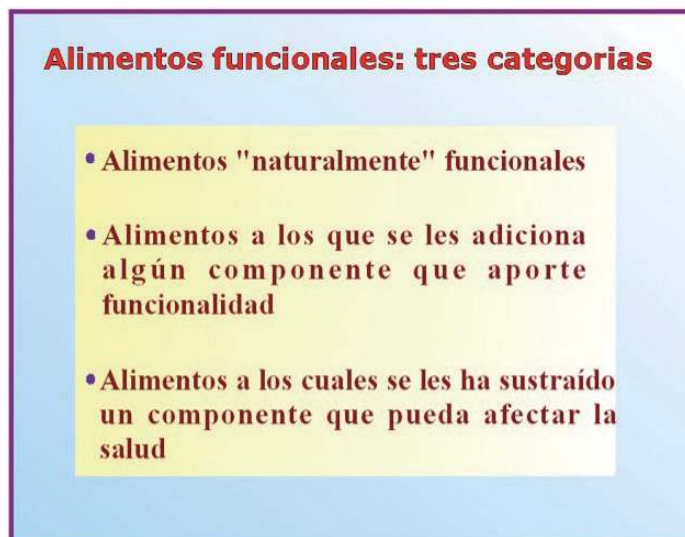 Alimentos funcionales: tres categorias
• Alimentos "naturalmente" funcionales
• Alimentos a los que se les adiciona
algún componente que aporte
funcionalidad
• Alimentos a los cuales se les ha sustraído
un componente que pueda afectar la
salud